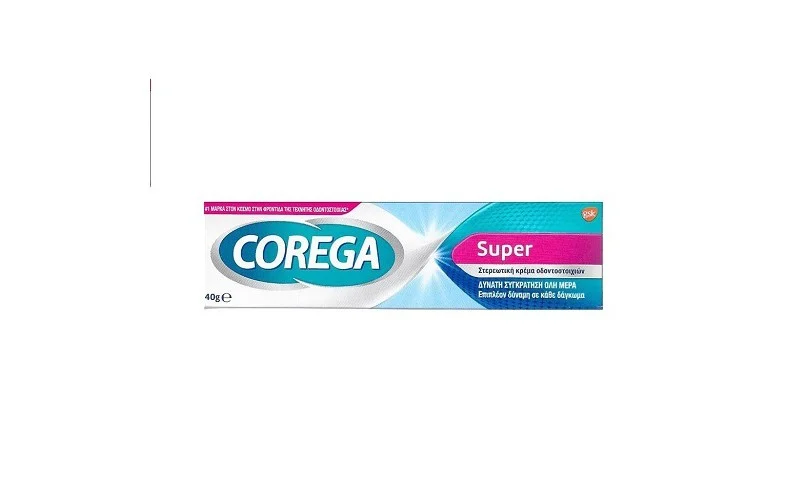 #1 ΜΑΡΚΑ ΣΤΟΝ ΚΟΣΜΟ ΣΤΗΝ ΦΡΟΝΤΙΔΑ ΤΗΣ ΤΕΧΝΗΤΗΣ ΟΔΟΝΤΟΣΤΟΙΧΙΑΣ*
gsk
COREGA
Super
Στερεωτική κρέμα οδοντοστοιχιών
ΔΥΝΑΤΗ ΣΥΓΚΡΑΤΗΣΗ ΟΛΗ ΜΕΡΑ
Επιπλέον δύναμη σε κάθε δάγκωμα
40g℮